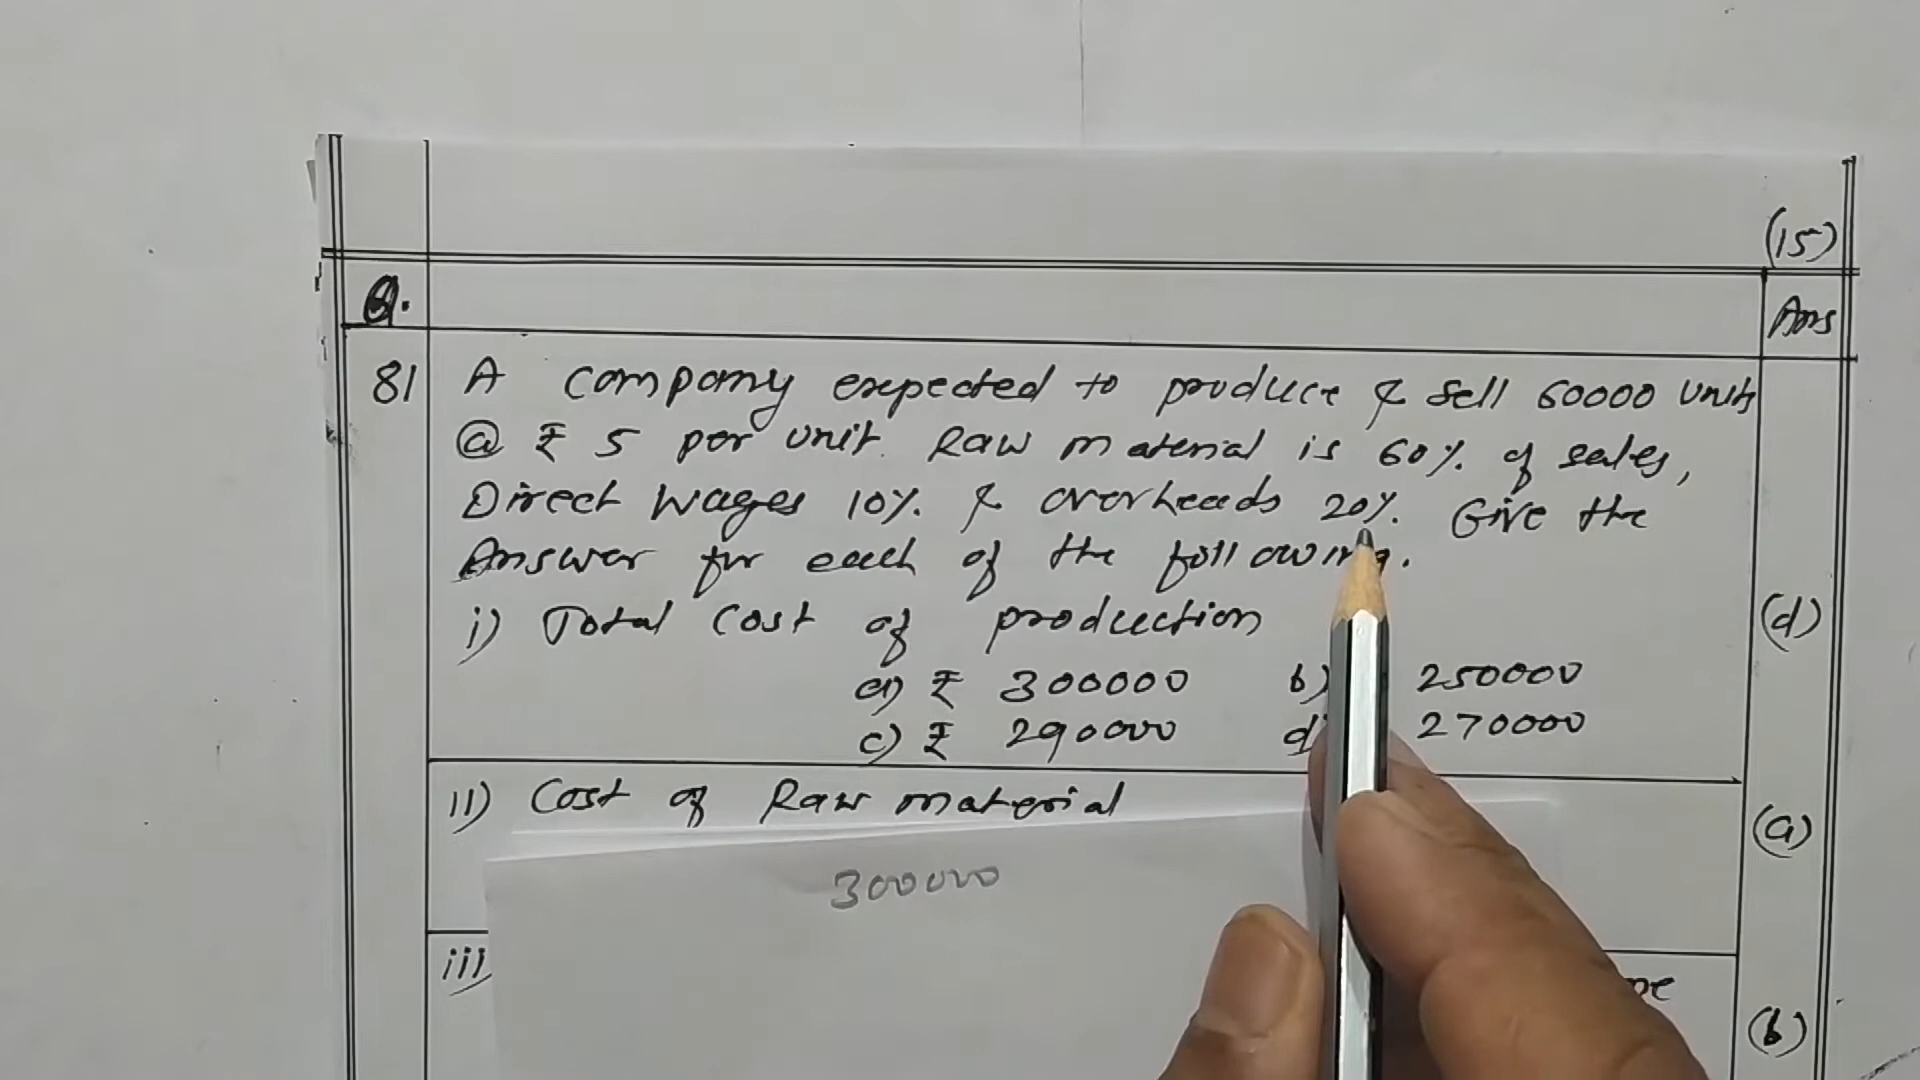 (15)
Q. Ans
81 A company expected to produce & sell 60000 units
@ ₹ 5 per unit. Raw material is 60%. of sales,
Direct wages 10%. & overheads 20%. Give the
Answer for each of the following.
i) Total cost of production (d)
a) ₹ 300000 b) 250000
c) ₹ 290000 d) 270000
ii) Cost of Raw material (a)
300000
iii)
(b)